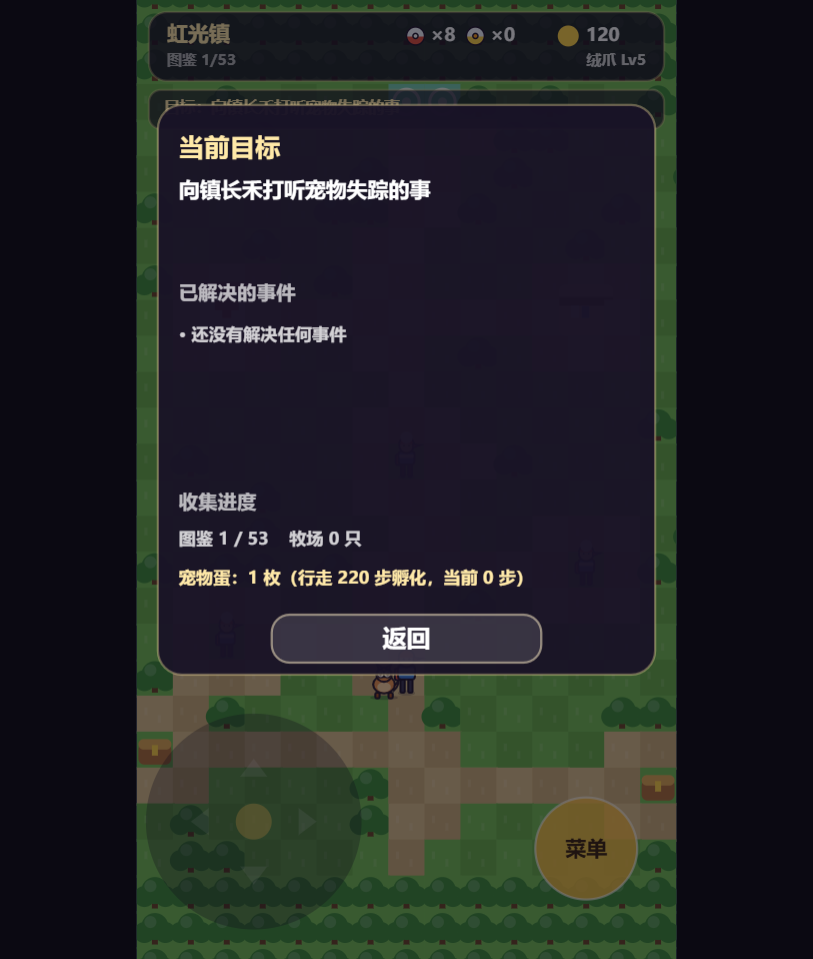 虹光镇
×8 ×0 120
图鉴 1/53
绒爪 Lv5
当前目标
向镇长禾打听宠物失踪的事
已解决的事件
• 还没有解决任何事件
收集进度
图鉴 1 / 53 牧场 0 只
宠物蛋：1 枚（行走 220 步孵化，当前 0 步）
返回
菜单